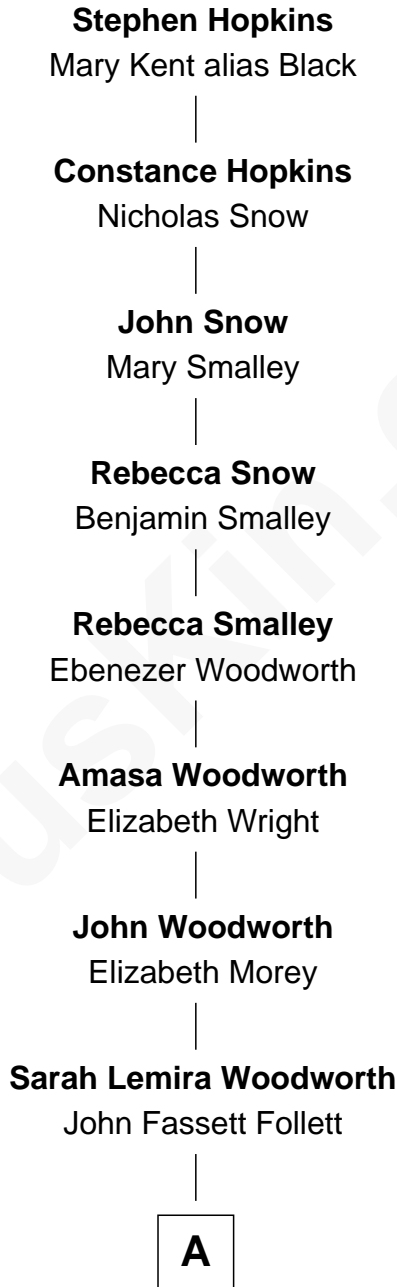 Stephen Hopkins
Mary Kent alias Black
Constance Hopkins
Nicholas Snow
John Snow
Mary Smalley
Rebecca Snow
Benjamin Smalley
Rebecca Smalley
Ebenezer Woodworth
Amasa Woodworth
Elizabeth Wright
John Woodworth
Elizabeth Morey
Sarah Lemira Woodworth
John Fassett Follett
A